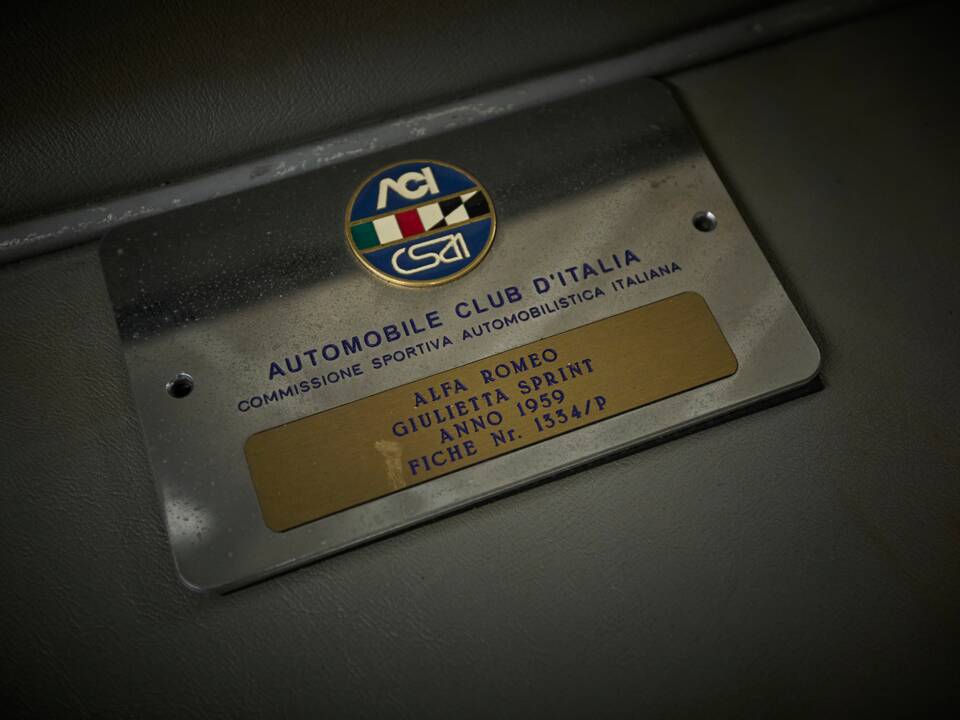 ACI
CSAI
AUTOMOBILE CLUB D'ITALIA
COMMISSIONE SPORTIVA AUTOMOBILISTICA ITALIANA
ALFA ROMEO
GIULIETTA SPRINT
ANNO 1959
FICHE Nr. 1334/P